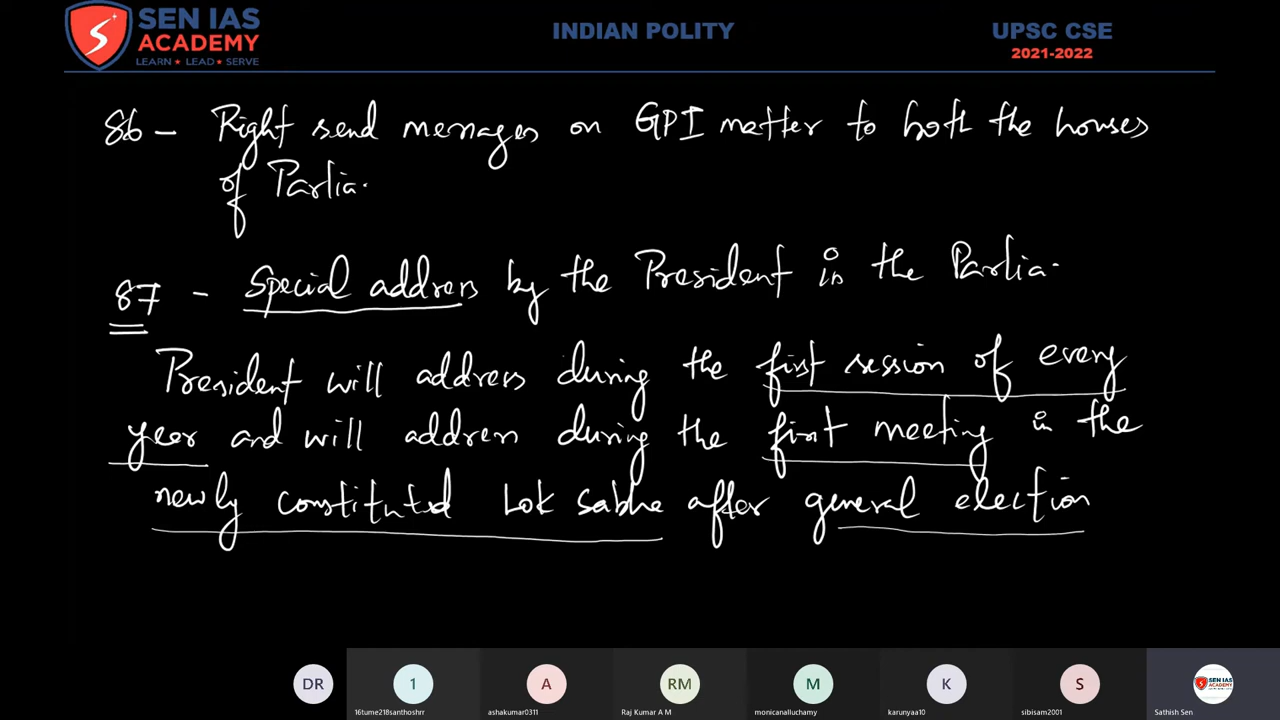 SEN IAS
ACADEMY
LEARN ★ LEAD ★ SERVE
INDIAN POLITY
UPSC CSE
2021-2022
86 - Right send messages on GPI matter to both the houses
of Parlia.
87 - Special address by the President in the Parlia.
President will address during the first session of every
year and will address during the first meeting in the
newly constituted Lok sabha after general election
DR
1
A
RM
M
K
S
SEN IAS
ACADEMY
16tume218santhoshrr
ashakumar0311
Raj Kumar A M
monicanalluchamy
karunyaa10
sibisam2001
Sathish Sen